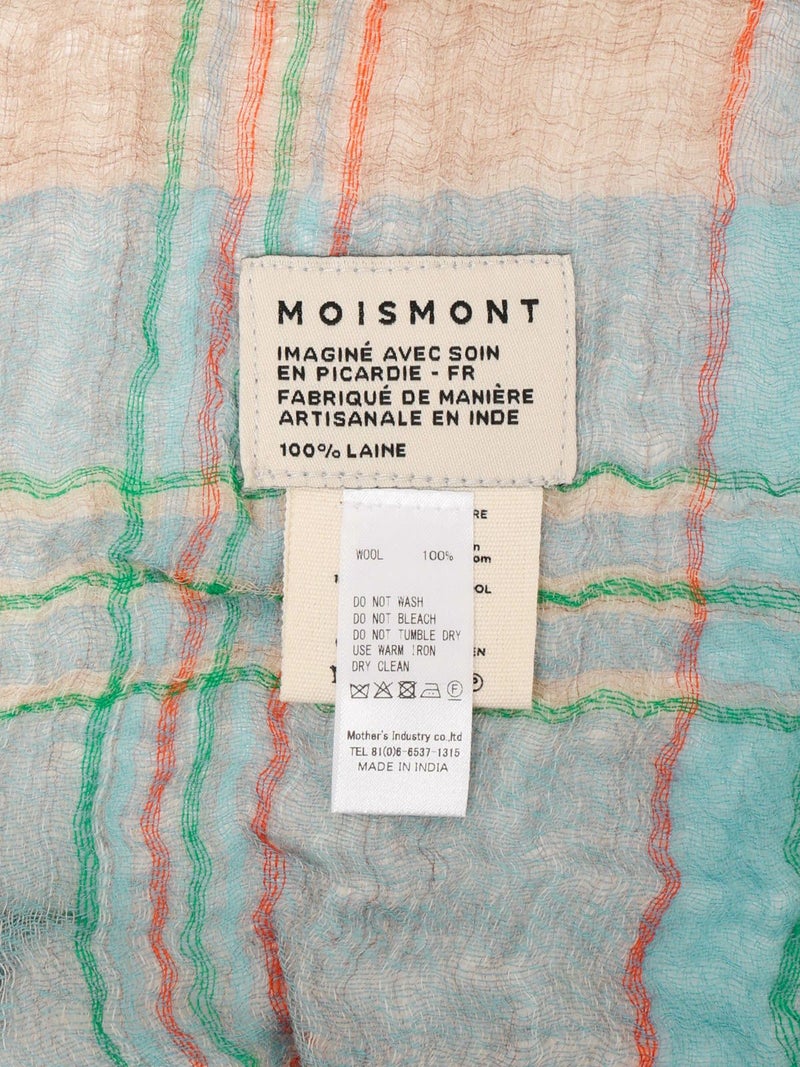 MOISMONT
IMAGINÉ AVEC SOIN
EN PICARDIE - FR
FABRIQUÉ DE MANIÈRE
ARTISANALE EN INDE
100% LAINE
WOOL 100%
DO NOT WASH
DO NOT BLEACH
DO NOT TUMBLE DRY
USE WARM IRON
DRY CLEAN
Mother's Industry co.,ltd
TEL 81(0)6-6537-1315
MADE IN INDIA